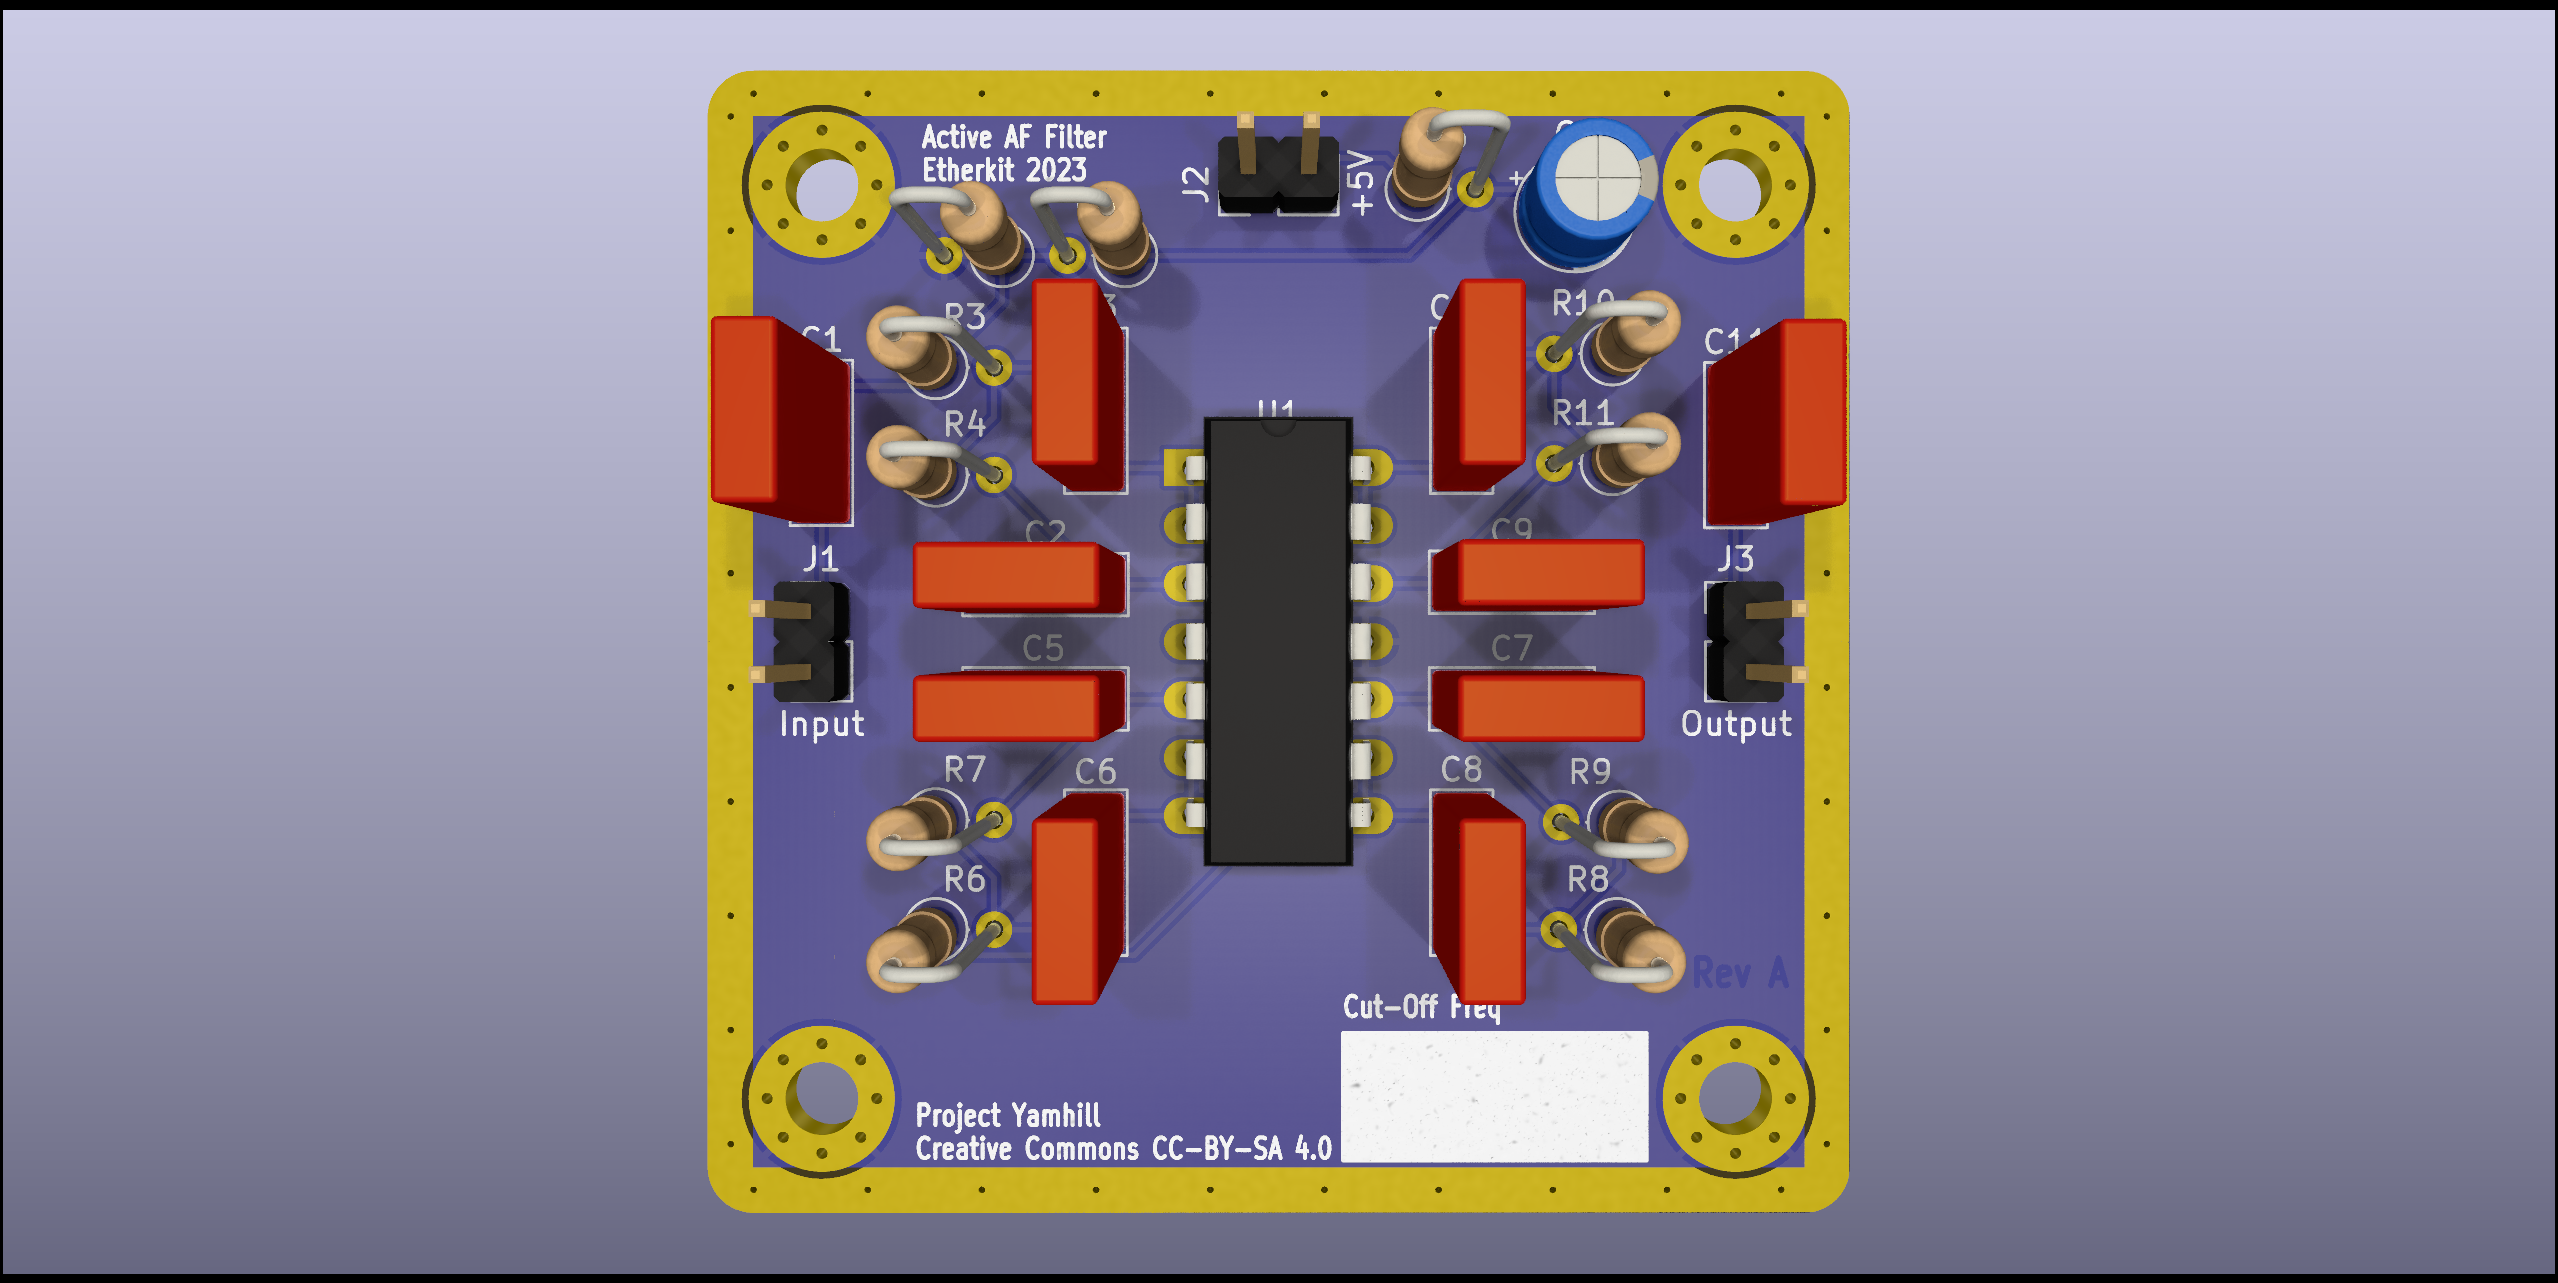 Active AF Filter
Etherkit 2023
J2
+5V
+
R3
R10
C1
C11
R4
R11
U1
C2
C9
J1
J3
C5
C7
Input
Output
R7
C6
C8
R9
R6
R8
Rev A
Cut-Off Freq
Project Yamhill
Creative Commons CC-BY-SA 4.0